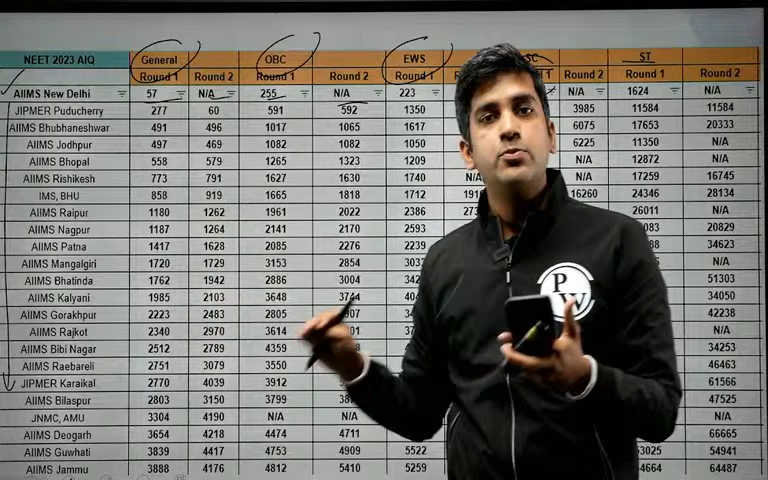 NEET 2023 AIQ General OBC EWS SC ST
Round 1 Round 2 Round 1 Round 2 Round 1 Round 2 Round 1 Round 2
AIIMS New Delhi 57 N/A 255 N/A 223 N/A 1624
JIPMER Puducherry 277 60 591 592 1350 3985 11584 11584
AIIMS Bhubhaneshwar 491 496 1017 1065 1617 6075 17653 20333
AIIMS Jodhpur 497 469 1082 1082 1050 6225 11350 N/A
AIIMS Bhopal 558 579 1265 1323 1209 N/A 12872 N/A
AIIMS Rishikesh 773 791 1627 1630 1740 N/A N/A 17259 16745
IMS, BHU 858 919 1665 1818 1712 16260 24346 28134
AIIMS Raipur 1180 1262 1961 2022 2386 26011 N/A
AIIMS Nagpur 1187 1264 2141 2170 2593 20829
AIIMS Patna 1417 1628 2085 2276 2239 34623
AIIMS Mangalgiri 1720 1729 3153 2854 N/A
AIIMS Bhatinda 1762 1942 2886 3004 51303
AIIMS Kalyani 1985 2103 3648 3744 34050
AIIMS Gorakhpur 2223 2483 2805 42238
AIIMS Rajkot 2340 2970 3614 N/A
AIIMS Bibi Nagar 2512 2789 4359 34253
AIIMS Raebareli 2751 3079 3550 46463
JIPMER Karaikal 2770 4039 3912 61566
AIIMS Bilaspur 2803 3150 3799 47525
JNMC, AMU 3304 4190 N/A N/A N/A
AIIMS Deogarh 3654 4218 4474 4711 66665
AIIMS Guwhati 3839 4417 4753 4909 5522 53025 54941
AIIMS Jammu 3888 4176 4812 5410 5259 64487
PW